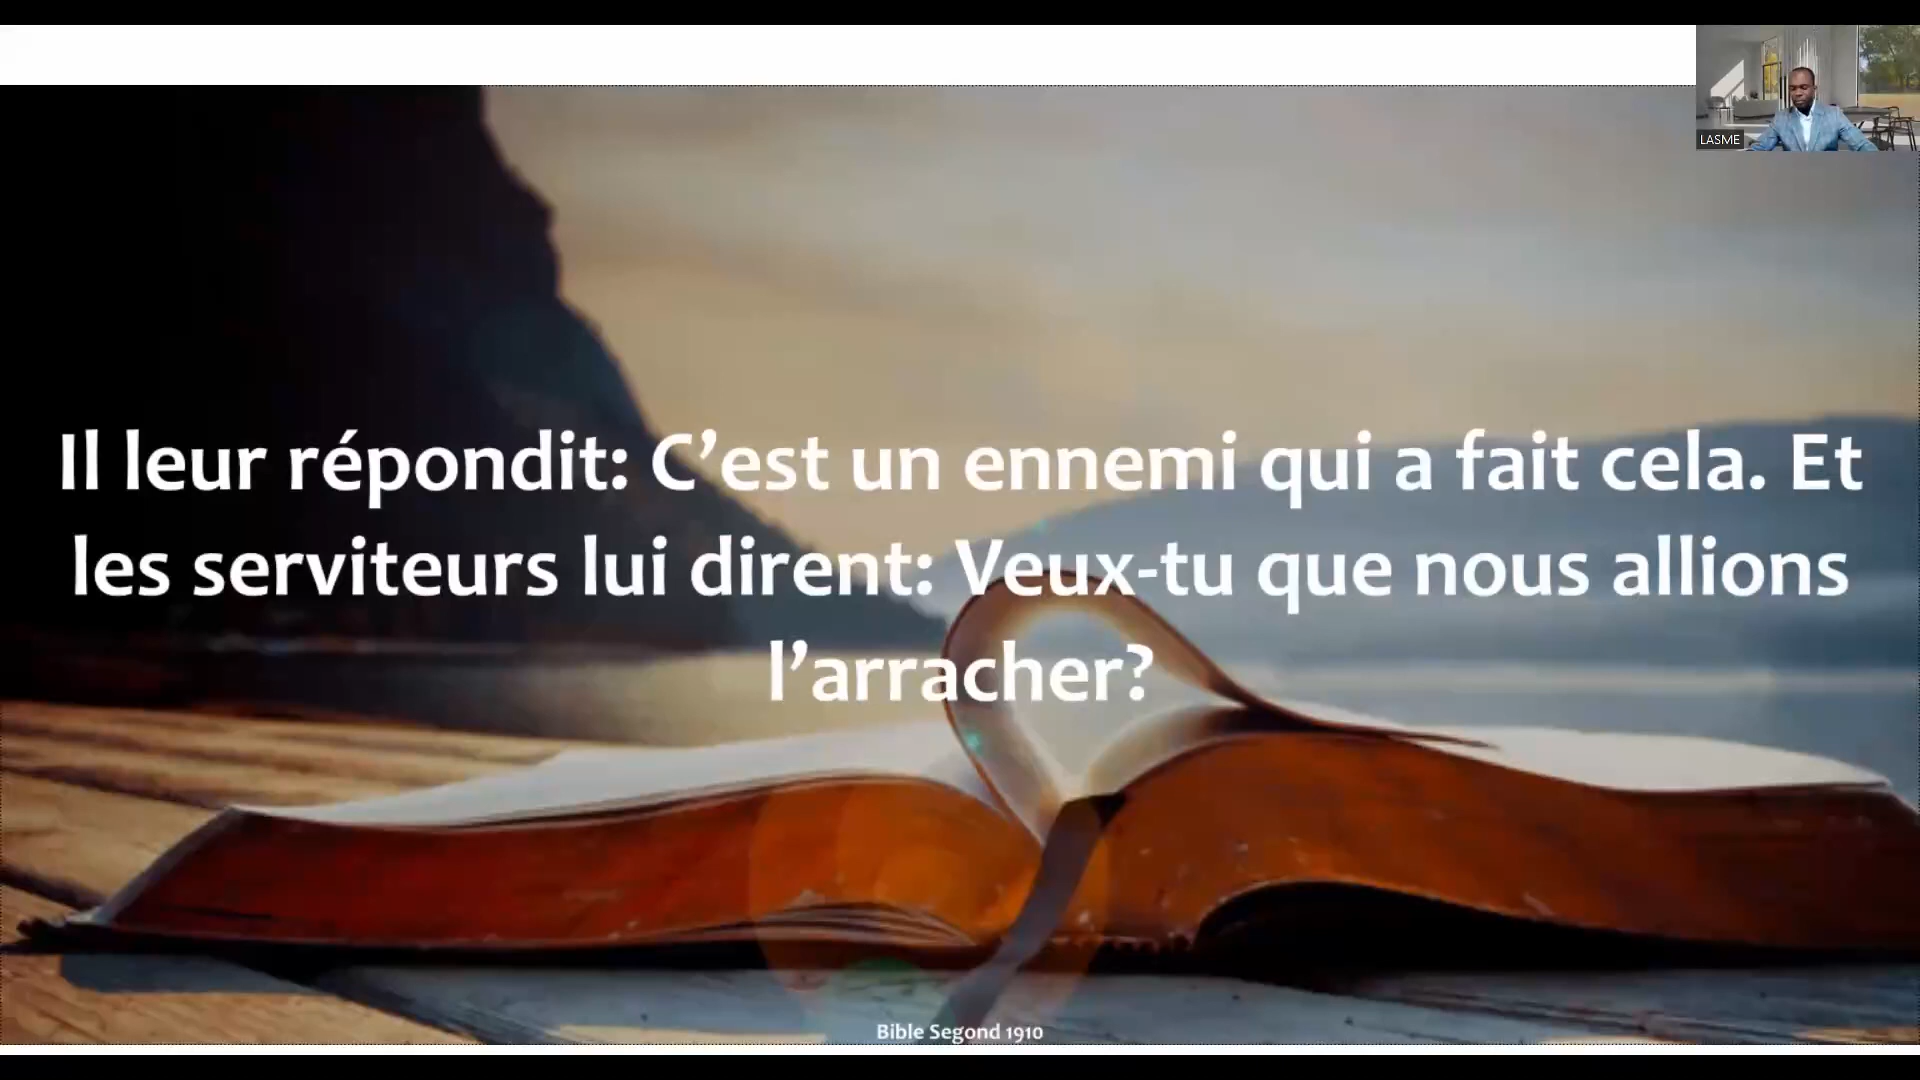 LASME
Il leur répondit: C’est un ennemi qui a fait cela. Et
les serviteurs lui dirent: Veux-tu que nous allions
l’arracher?
Bible Segond 1910